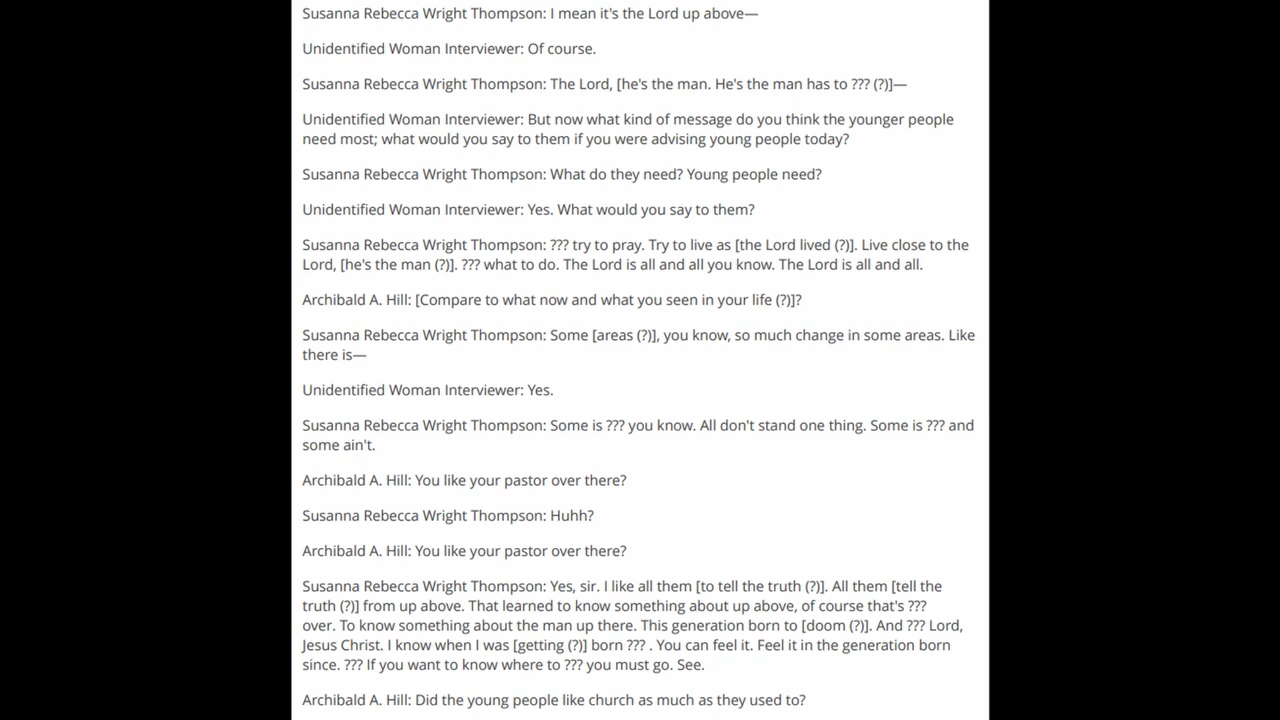 Susanna Rebecca Wright Thompson: I mean it's the Lord up above—
Unidentified Woman Interviewer: Of course.
Susanna Rebecca Wright Thompson: The Lord, [he's the man. He's the man has to ??? (?)]—
Unidentified Woman Interviewer: But now what kind of message do you think the younger people
need most; what would you say to them if you were advising young people today?
Susanna Rebecca Wright Thompson: What do they need? Young people need?
Unidentified Woman Interviewer: Yes. What would you say to them?
Susanna Rebecca Wright Thompson: ??? try to pray. Try to live as [the Lord lived (?)]. Live close to the
Lord, [he's the man (?)]. ??? what to do. The Lord is all and all you know. The Lord is all and all.
Archibald A. Hill: [Compare to what now and what you seen in your life (?)]?
Susanna Rebecca Wright Thompson: Some [areas (?)], you know, so much change in some areas. Like
there is—
Unidentified Woman Interviewer: Yes.
Susanna Rebecca Wright Thompson: Some is ??? you know. All don't stand one thing. Some is ??? and
some ain't.
Archibald A. Hill: You like your pastor over there?
Susanna Rebecca Wright Thompson: Huhh?
Archibald A. Hill: You like your pastor over there?
Susanna Rebecca Wright Thompson: Yes, sir. I like all them [to tell the truth (?)]. All them [tell the
truth (?)] from up above. That learned to know something about up above, of course that's ???
over. To know something about the man up there. This generation born to [doom (?)]. And ??? Lord,
Jesus Christ. I know when I was [getting (?)] born ??? . You can feel it. Feel it in the generation born
since. ??? If you want to know where to ??? you must go. See.
Archibald A. Hill: Did the young people like church as much as they used to?